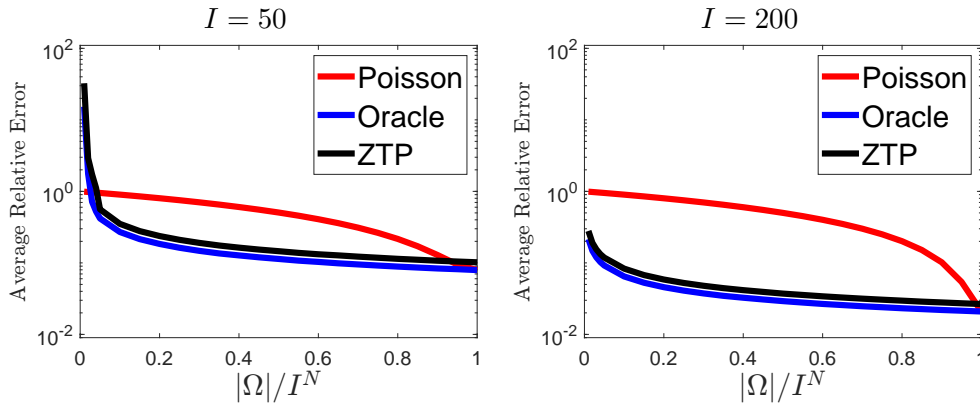 I = 50
Average Relative Error
10^2
10^0
10^-2
Poisson
Oracle
ZTP
0 0.2 0.4 0.6 0.8 1
|Ω|/I^N
I = 200
Average Relative Error
10^2
10^0
10^-2
Poisson
Oracle
ZTP
0 0.2 0.4 0.6 0.8 1
|Ω|/I^N